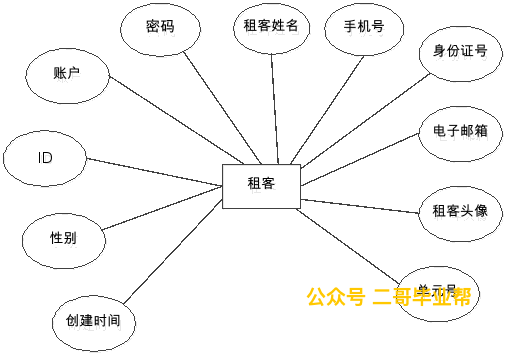 密码
租客姓名
手机号
身份证号
账户
电子邮箱
ID
租客
租客头像
性别
单元号
公众号 二哥毕业帮
创建时间